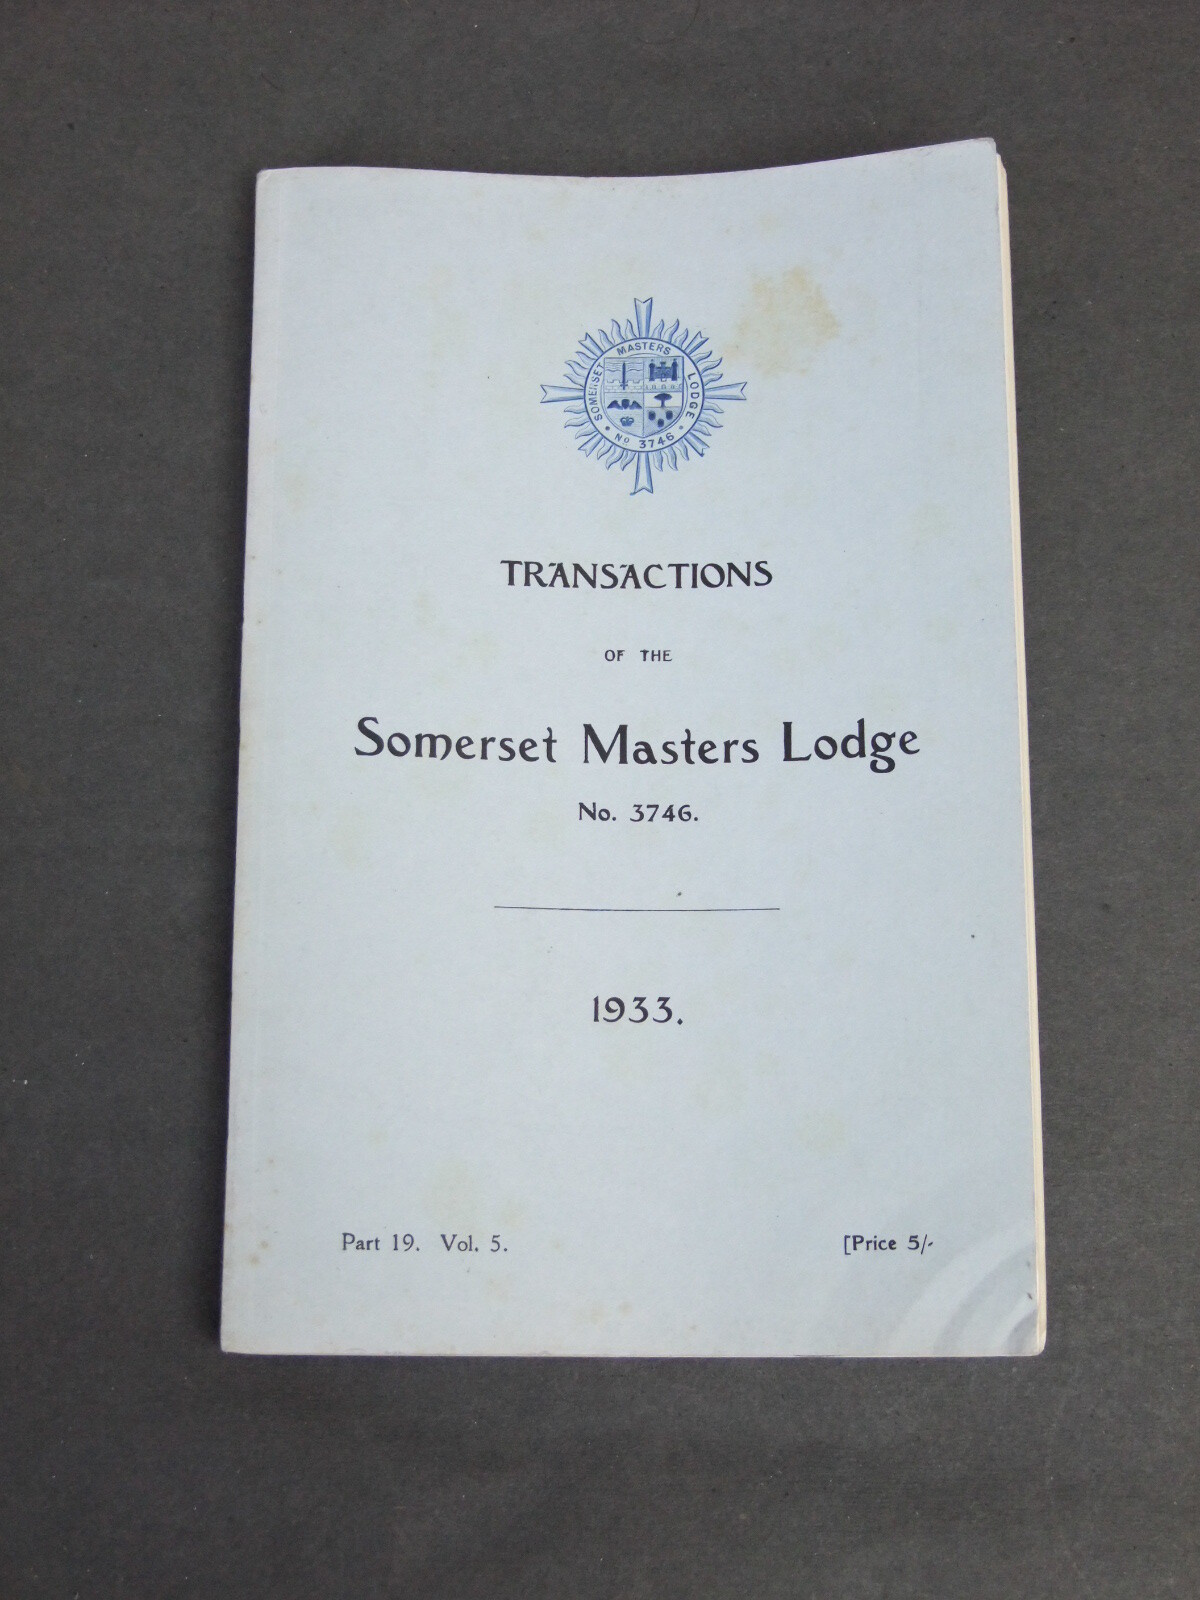 SOMERSET MASTERS LODGE
No 3746
TRANSACTIONS
OF THE
Somerset Masters Lodge
No. 3746.
1933.
Part 19. Vol. 5.
[Price 5/-